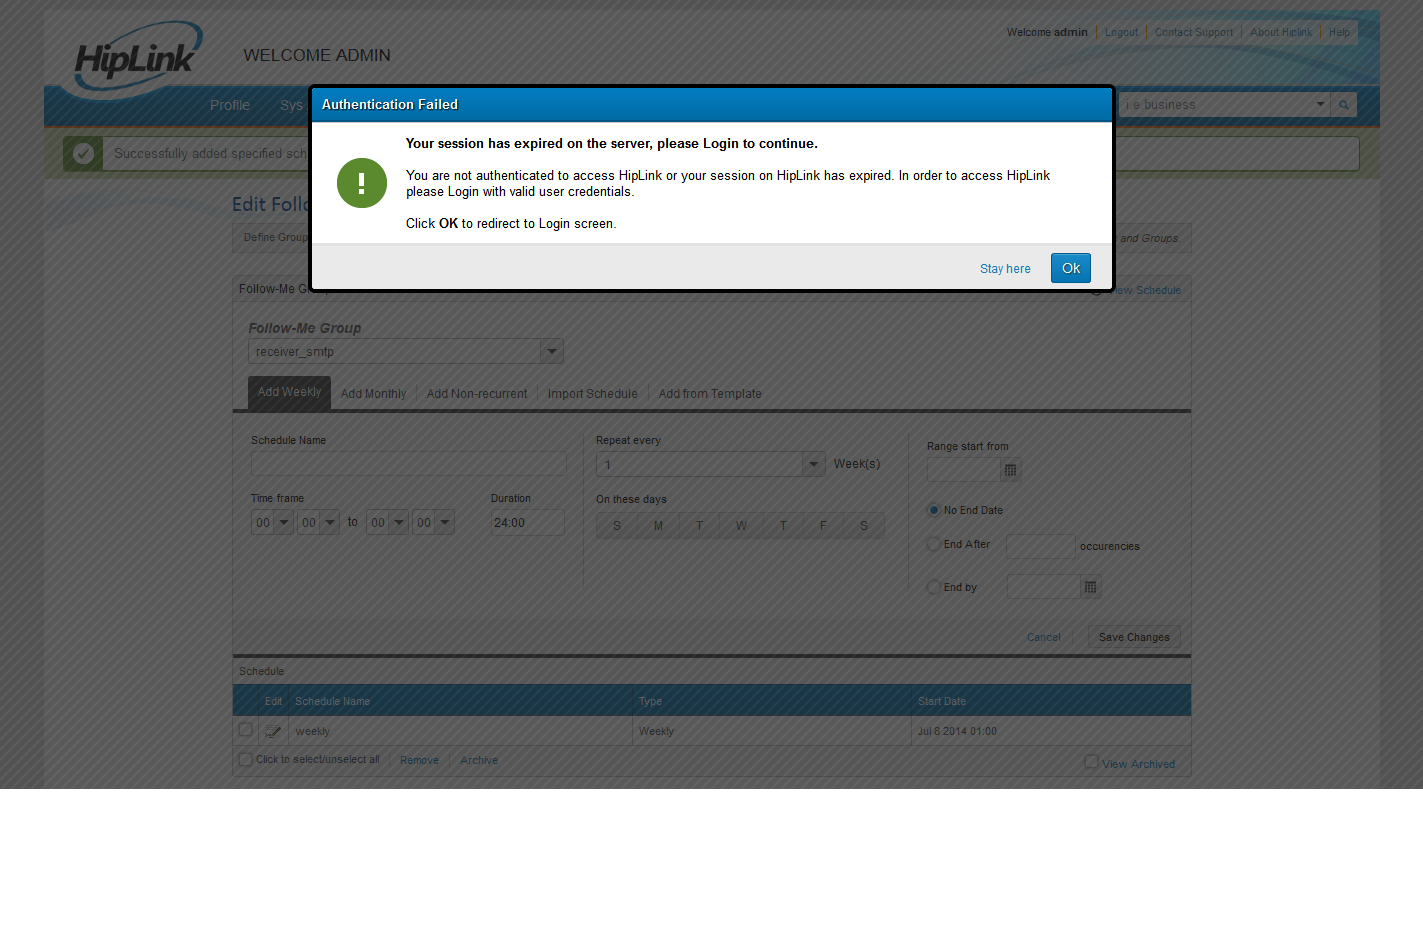 HipLink
WELCOME ADMIN
Welcome admin
Logout
Contact Support
About Hiplink
Help
Profile
Sys
i.e business
Authentication Failed
Your session has expired on the server, please Login to continue.
You are not authenticated to access HipLink or your session on HipLink has expired. In order to access HipLink
please Login with valid user credentials.
Click OK to redirect to Login screen.
Stay here
Ok
Successfully added specified sch
Edit Follo
Define Group
and Groups.
Follow-Me G
View Schedule
Follow-Me Group
receiver_smtp
Add Weekly
Add Monthly
Add Non-recurrent
Import Schedule
Add from Template
Schedule Name
Repeat every
Range start from
1
Week(s)
Time frame
Duration
On these days
00
00
to
00
00
24:00
S M T W T F S
No End Date
End After
occurencies
End by
Cancel
Save Changes
Schedule
Edit
Schedule Name
Type
Start Date
weekly
Weekly
Jul 8 2014 01:00
Click to select/unselect all
Remove
Archive
View Archived